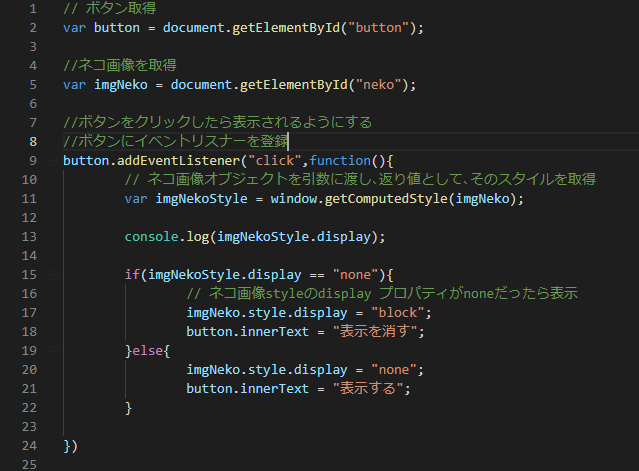 1 // ボタン取得
2 var button = document.getElementById("button");
3
4 //ネコ画像を取得
5 var imgNeko = document.getElementById("neko");
6
7 //ボタンをクリックしたら表示されるようにする
8 //ボタンにイベントリスナーを登録
9 button.addEventListener("click",function(){
10 // ネコ画像オブジェクトを引数に渡し、返り値として、そのスタイルを取得
11 var imgNekoStyle = window.getComputedStyle(imgNeko);
12
13 console.log(imgNekoStyle.display);
14
15 if(imgNekoStyle.display == "none"){
16 // ネコ画像styleのdisplay プロパティがnoneだったら表示
17 imgNeko.style.display = "block";
18 button.innerText = "表示を消す";
19 }else{
20 imgNeko.style.display = "none";
21 button.innerText = "表示する";
22 }
23
24 })
25